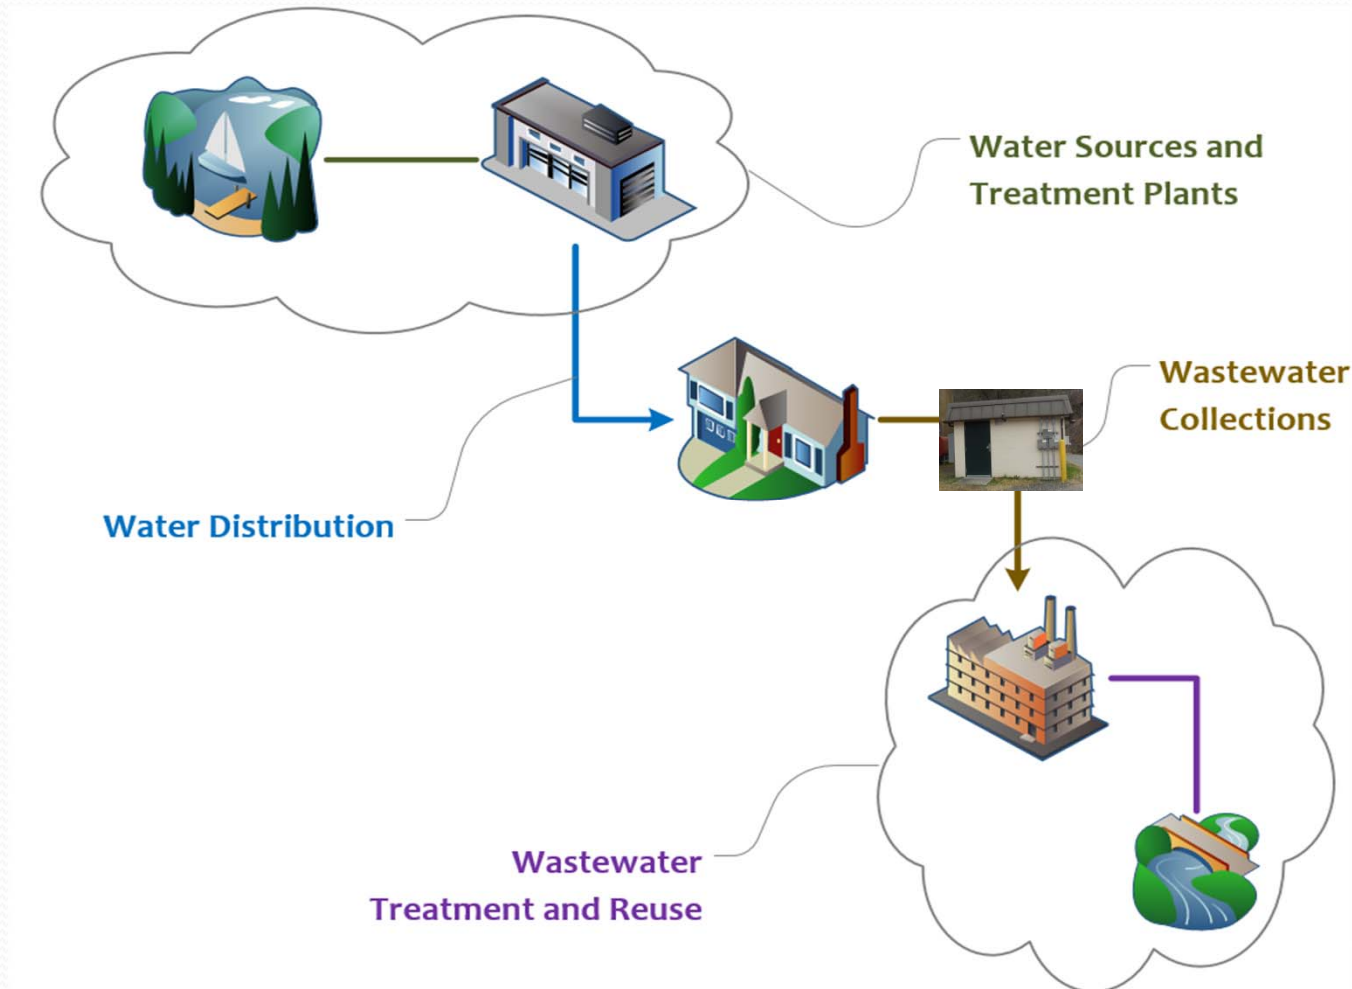 Water Sources and
Treatment Plants
Wastewater
Collections
Water Distribution
Wastewater
Treatment and Reuse